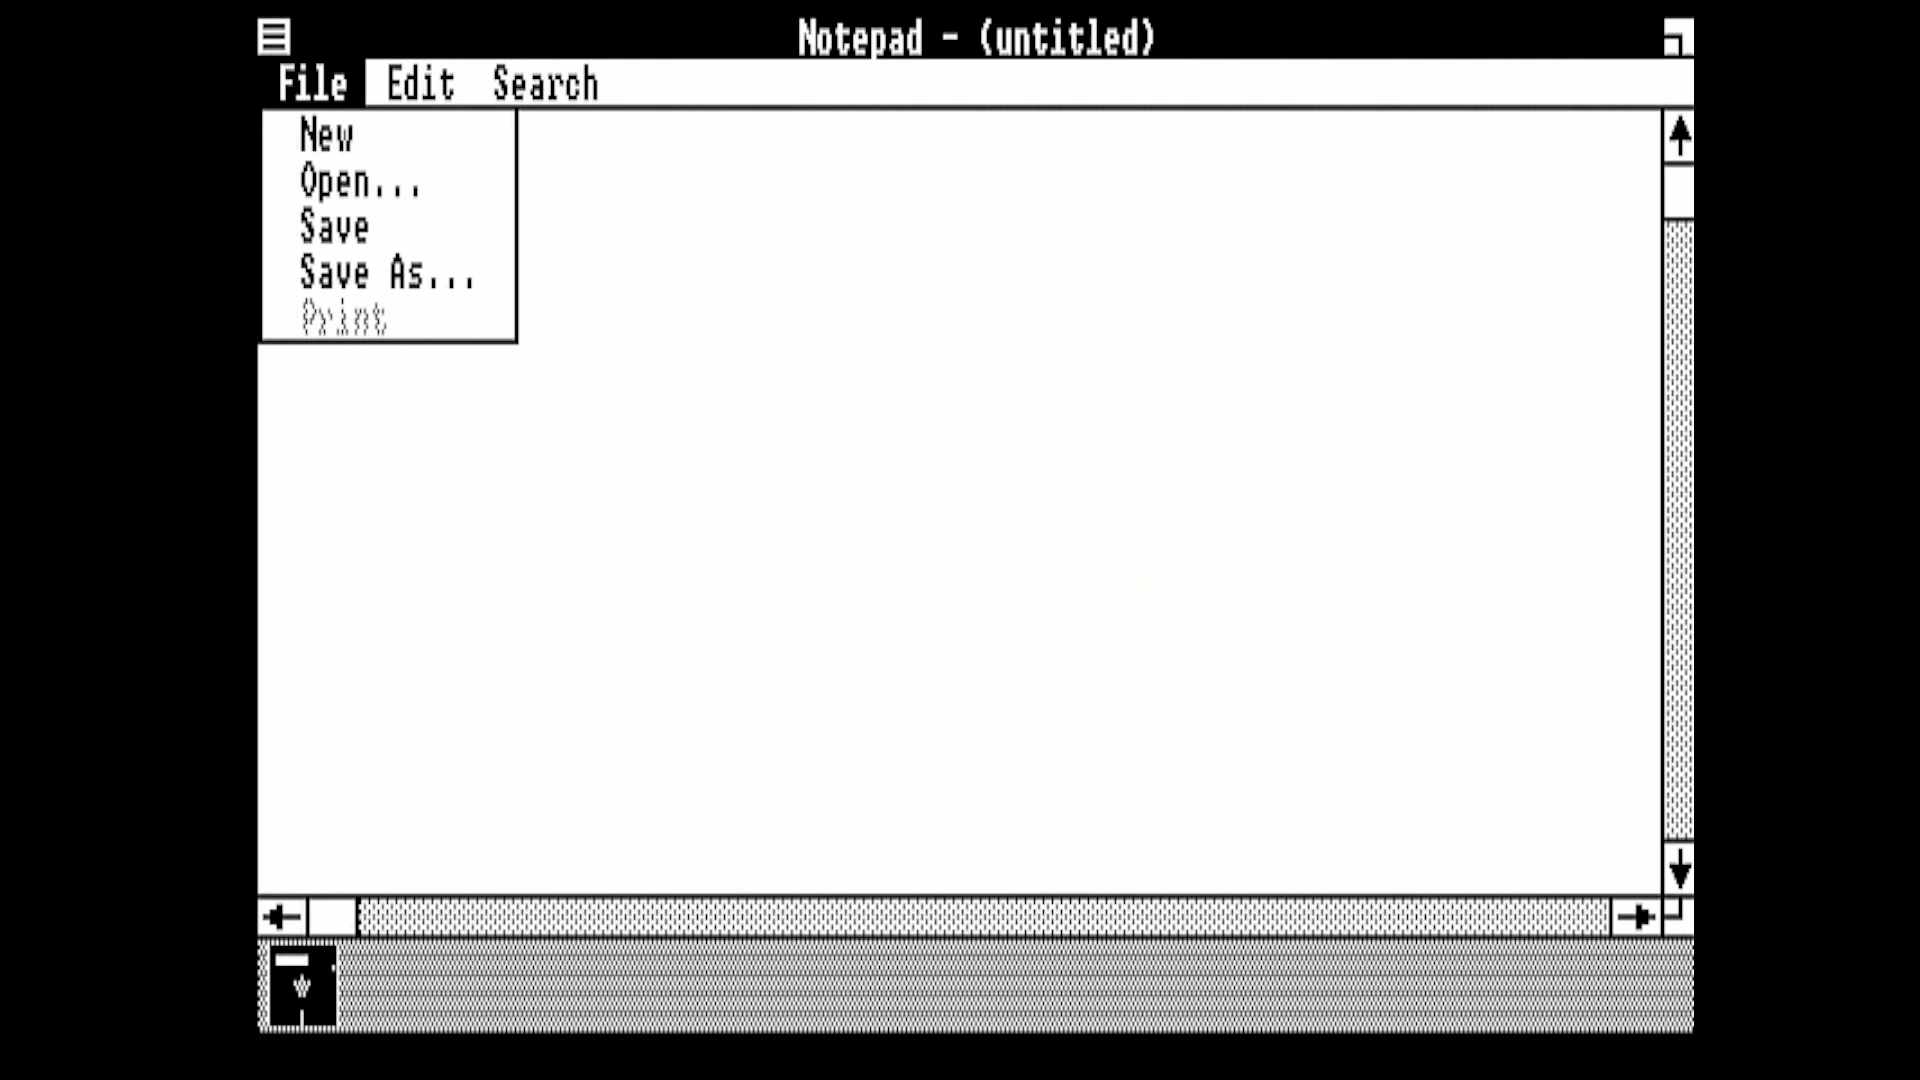 Notepad - (untitled)
File Edit Search
New
Open...
Save
Save As...
Print